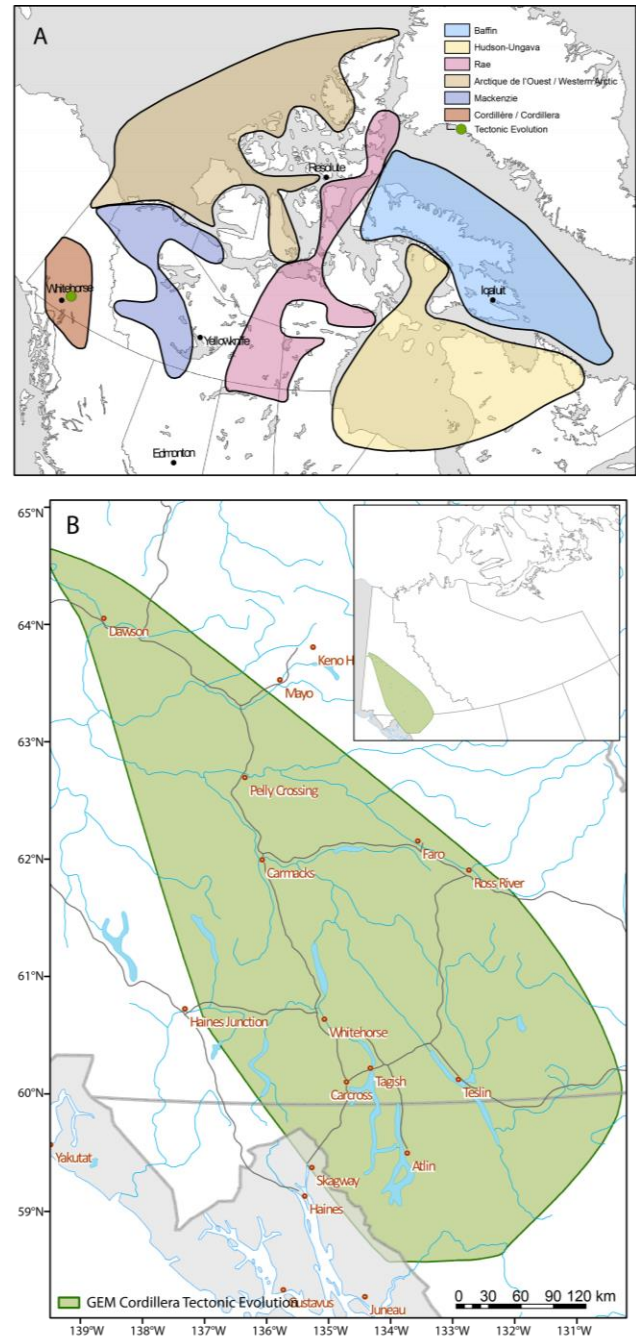 A
Baffin
Hudson-Ungava
Rae
Arctique de l'Ouest / Western Arctic
Mackenzie
Cordillère / Cordillera
Tectonic Evolution
Resolute
Whitehorse
Iqaluit
Yellowknife
Edmonton
B
65°N
64°N
63°N
62°N
61°N
60°N
59°N
Dawson
Keno H
Mayo
Pelly Crossing
Faro
Carmacks
Ross River
Haines Junction
Whitehorse
Tagish
Carcross
Teslin
Yakutat
Atlin
Skagway
Haines
GEM Cordillera Tectonic Evolution
Gustavus
Juneau
0 30 60 90 120 km
139°W 138°W 137°W 136°W 135°W 134°W 133°W 132°W 131°W